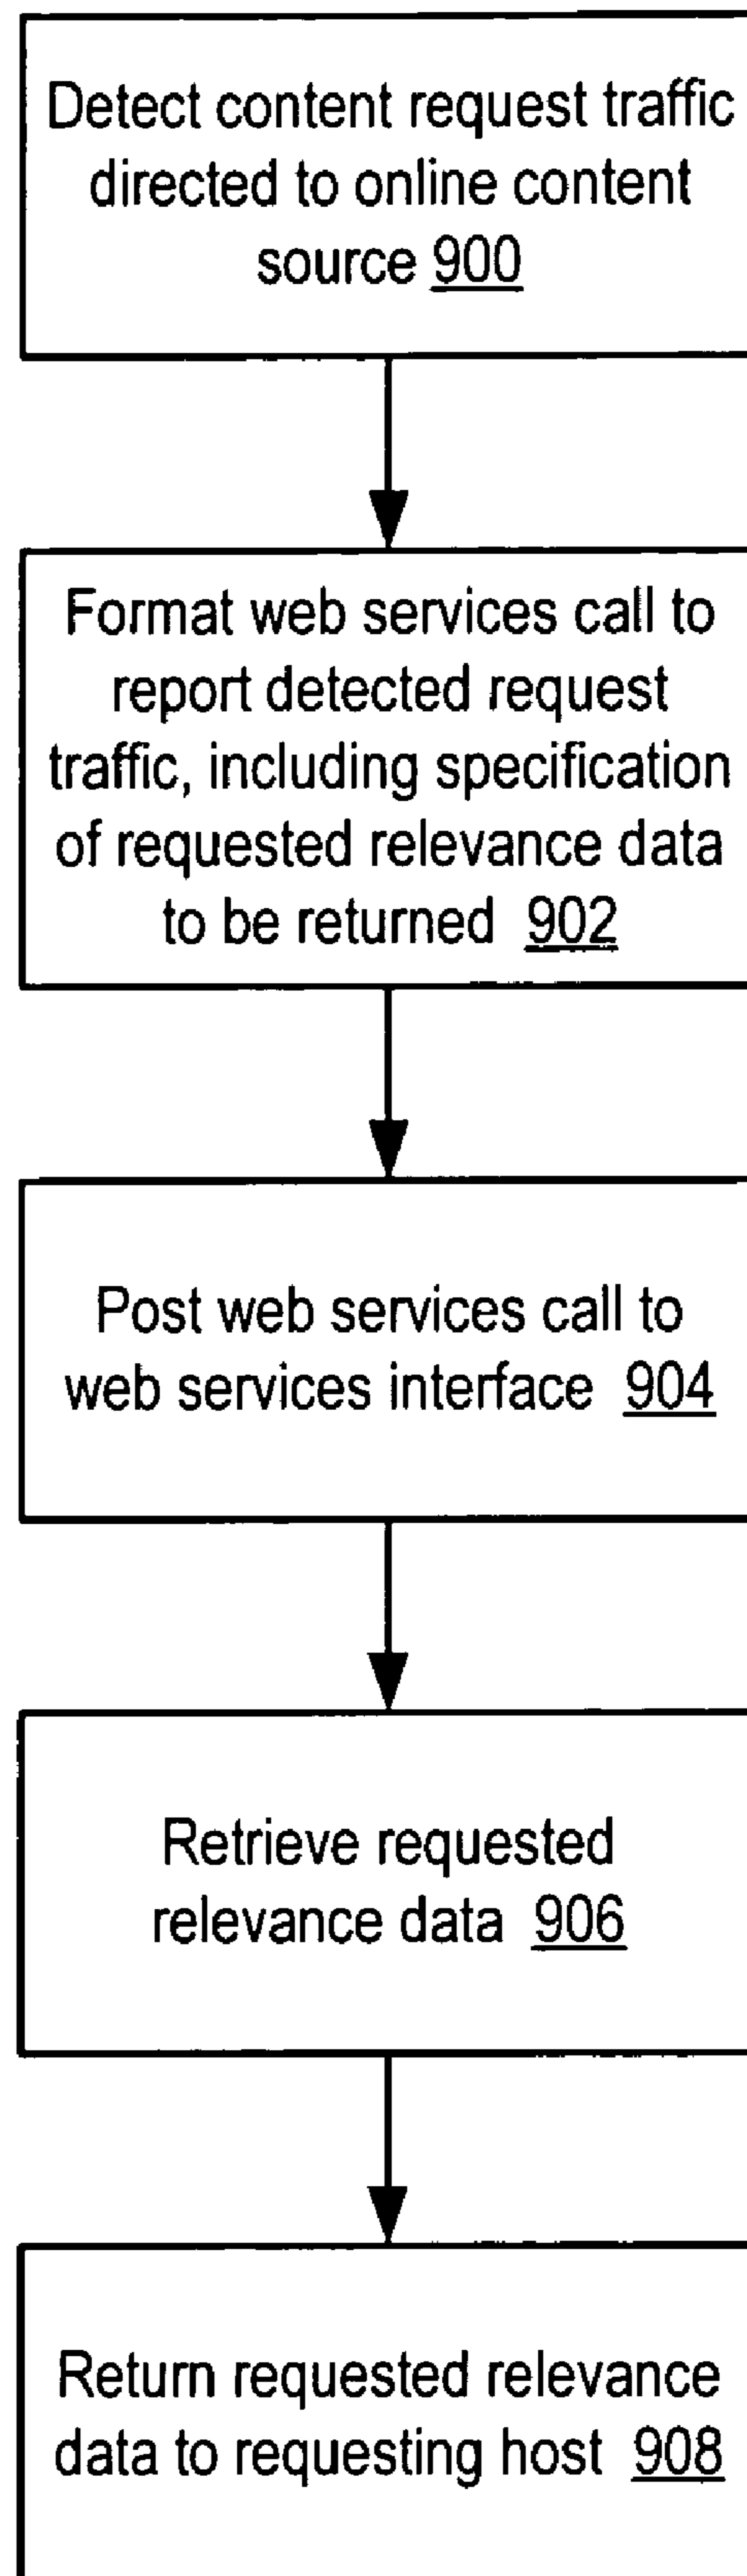 Detect content request traffic
directed to online content
source 900
Format web services call to
report detected request
traffic, including specification
of requested relevance data
to be returned 902
Post web services call to
web services interface 904
Retrieve requested
relevance data 906
Return requested relevance
data to requesting host 908